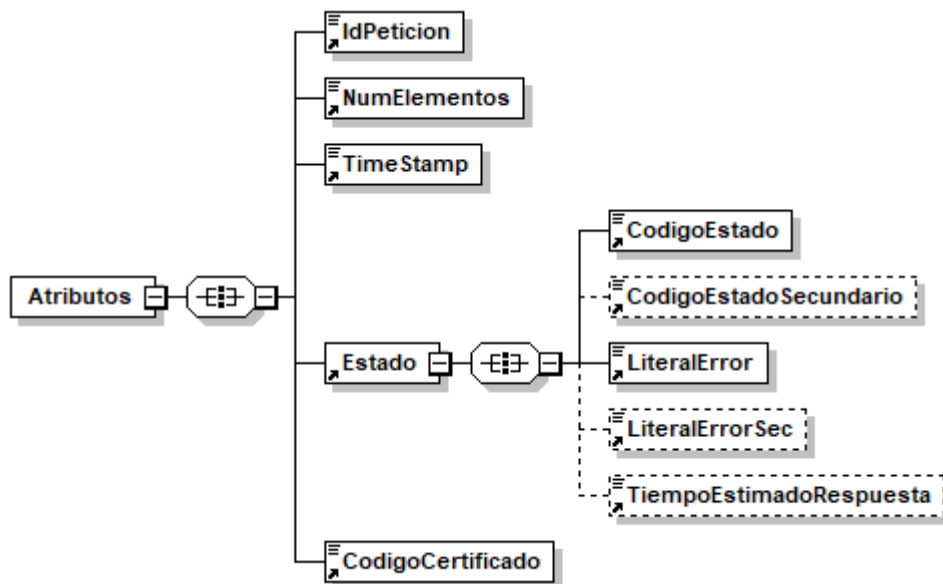 IdPeticion
NumElementos
TimeStamp
CodigoEstado
Atributos
CodigoEstadoSecundario
Estado
LiteralError
LiteralErrorSec
TiempoEstimadoRespuesta
CodigoCertificado